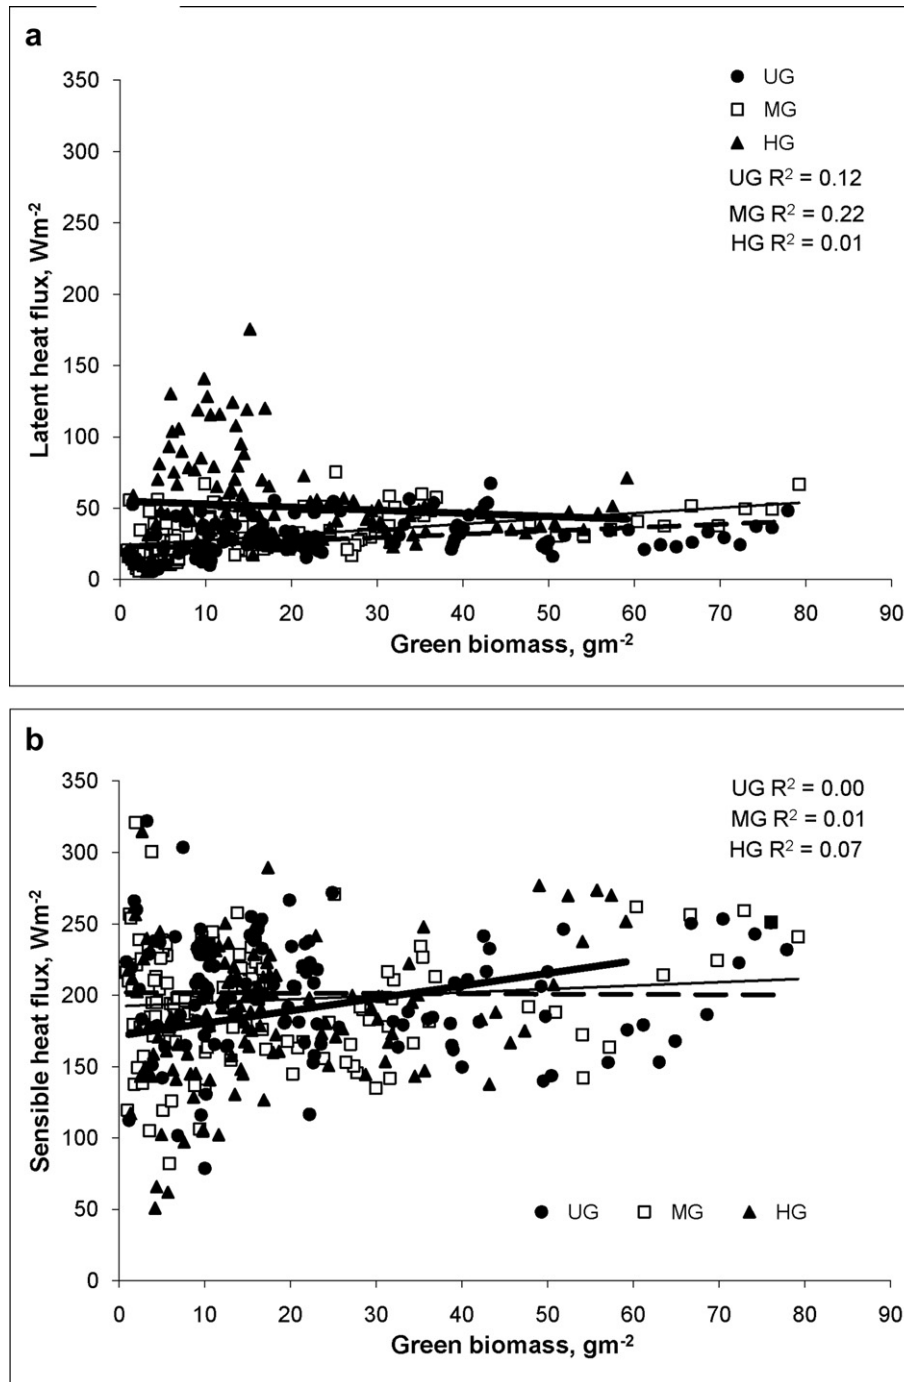 a
350
300
250
200
150
100
50
0
Latent heat flux, Wm⁻²
UG
MG
HG
UG R² = 0.12
MG R² = 0.22
HG R² = 0.01
0 10 20 30 40 50 60 70 80 90
Green biomass, gm⁻²
b
350
300
250
200
150
100
50
0
Sensible heat flux, Wm⁻²
UG R² = 0.00
MG R² = 0.01
HG R² = 0.07
UG MG HG
0 10 20 30 40 50 60 70 80 90
Green biomass, gm⁻²